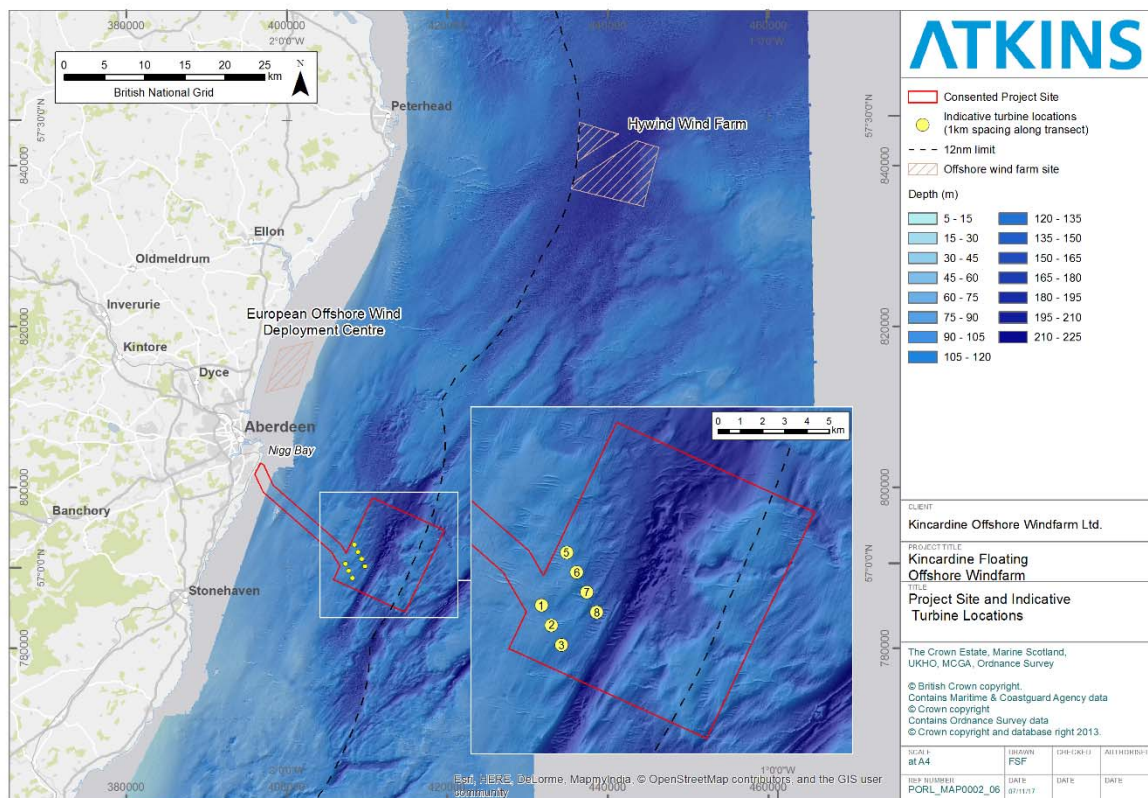 380000
400000
420000
440000
460000
2°0'0"W
1°0'0"W
0 5 10 15 20 25
km
British National Grid
N
Peterhead
57°30'0"N
840000
Hywind Wind Farm
Ellon
Oldmeldrum
Inverurie
European Offshore Wind
Deployment Centre
820000
Kintore
Dyce
Aberdeen
Nigg Bay
0 1 2 3 4 5
km
800000
Banchory
57°0'0"N
Stonehaven
5
6
7
8
1
2
3
780000
380000
400000
420000
440000
460000
1°0'0"W
Esri, HERE, DeLorme, MapmyIndia, © OpenStreetMap contributors, and the GIS user
community
ATKINS
Consented Project Site
Indicative turbine locations
(1km spacing along transect)
12nm limit
Offshore wind farm site
Depth (m)
5 - 15
15 - 30
30 - 45
45 - 60
60 - 75
75 - 90
90 - 105
105 - 120
120 - 135
135 - 150
150 - 165
165 - 180
180 - 195
195 - 210
210 - 225
CLIENT
Kincardine Offshore Windfarm Ltd.
PROJECT TITLE
Kincardine Floating
Offshore Windfarm
TITLE
Project Site and Indicative
Turbine Locations
The Crown Estate, Marine Scotland,
UKHO, MCGA, Ordnance Survey
© British Crown copyright.
Contains Maritime & Coastguard Agency data
© Crown copyright
Contains Ordnance Survey data
© Crown copyright and database right 2013.
SCALE
at A4
DRAWN
FSF
CHECKED
REF NUMBER
PORL_MAP0002_06
DATE
07/11/17
DATE
DATE